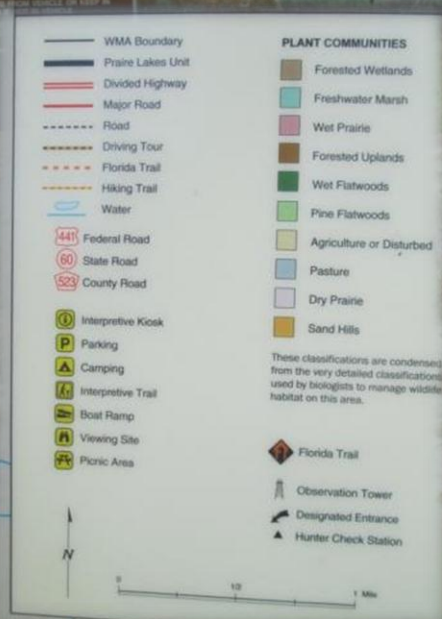 WMA Boundary
Praire Lakes Unit
Divided Highway
Major Road
Road
Driving Tour
Florida Trail
Hiking Trail
Water
441 Federal Road
60 State Road
523 County Road
Interpretive Kiosk
P Parking
Camping
Interpretive Trail
Boat Ramp
Viewing Site
Picnic Area
N
PLANT COMMUNITIES
Forested Wetlands
Freshwater Marsh
Wet Prairie
Forested Uplands
Wet Flatwoods
Pine Flatwoods
Agriculture or Disturbed
Pasture
Dry Prairie
Sand Hills
These classifications are condensed
from the very detailed classifications
used by biologists to manage wildlife
habitat on this area.
Florida Trail
Observation Tower
Designated Entrance
Hunter Check Station
0 1/2 1 Mile